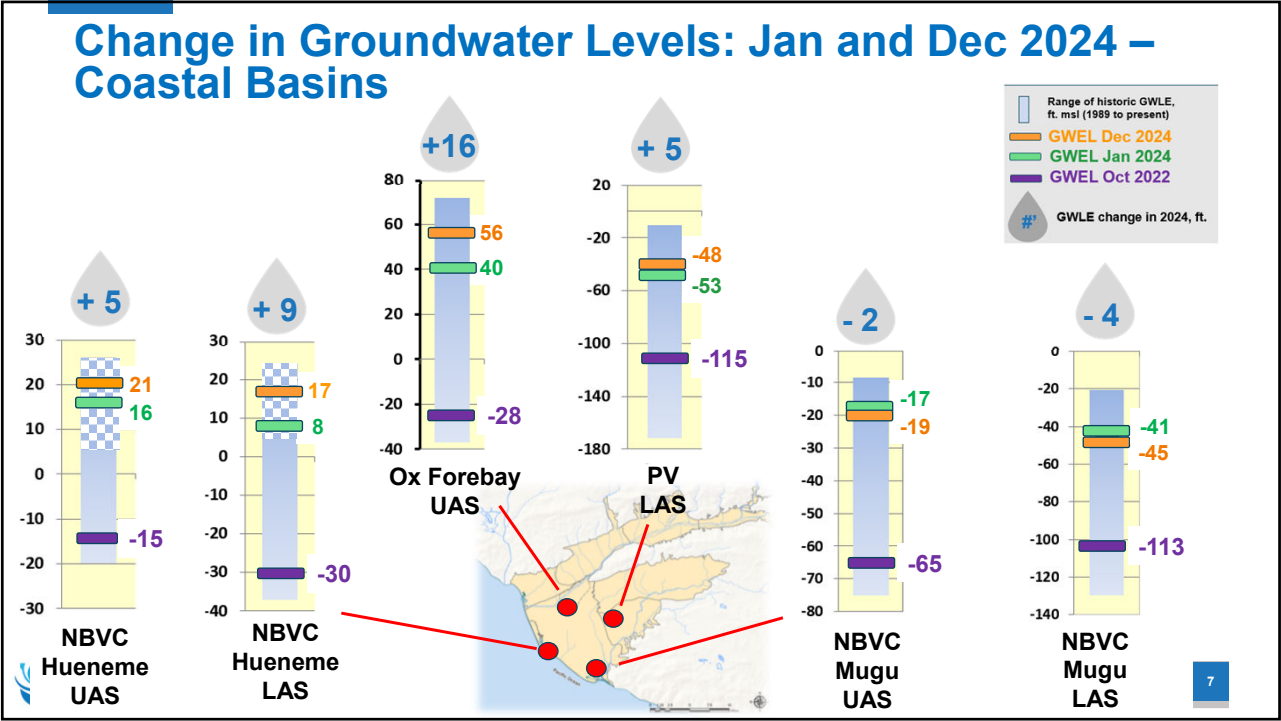 Change in Groundwater Levels: Jan and Dec 2024 –
Coastal Basins
Range of historic GWLE,
ft. msl (1989 to present)
GWEL Dec 2024
GWEL Jan 2024
GWEL Oct 2022
#'
GWLE change in 2024, ft.
+ 5
30
20
10
0
-10
-20
-30
21
16
-15
NBVC
Hueneme
UAS
+ 9
30
20
10
0
-10
-20
-30
-40
17
8
-30
NBVC
Hueneme
LAS
+16
80
60
40
20
0
-20
-40
56
40
-28
Ox Forebay
UAS
+ 5
20
-20
-60
-100
-140
-180
-48
-53
-115
PV
LAS
- 2
0
-10
-20
-30
-40
-50
-60
-70
-80
-17
-19
-65
NBVC
Mugu
UAS
- 4
0
-20
-40
-60
-80
-100
-120
-140
-41
-45
-113
NBVC
Mugu
LAS
Pacific Ocean
7